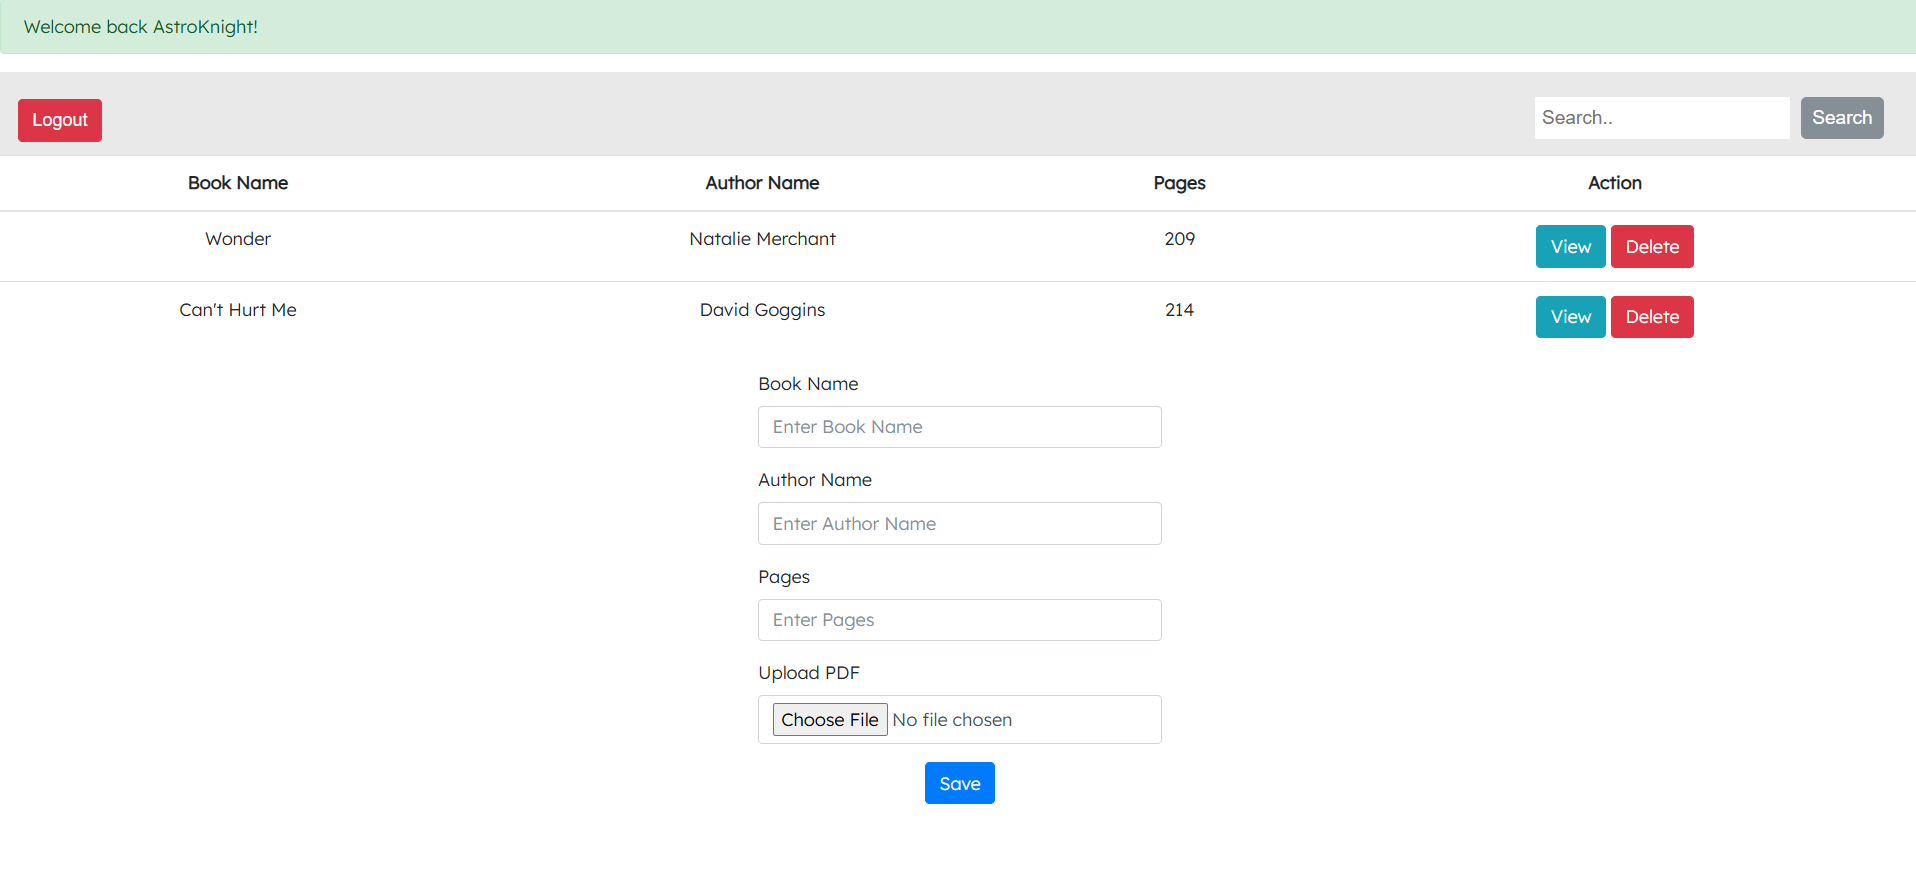 Welcome back AstroKnight!
Logout
Search..
Search
Book Name Author Name Pages Action
Wonder Natalie Merchant 209 View Delete
Can't Hurt Me David Goggins 214 View Delete
Book Name
Enter Book Name
Author Name
Enter Author Name
Pages
Enter Pages
Upload PDF
Choose File No file chosen
Save